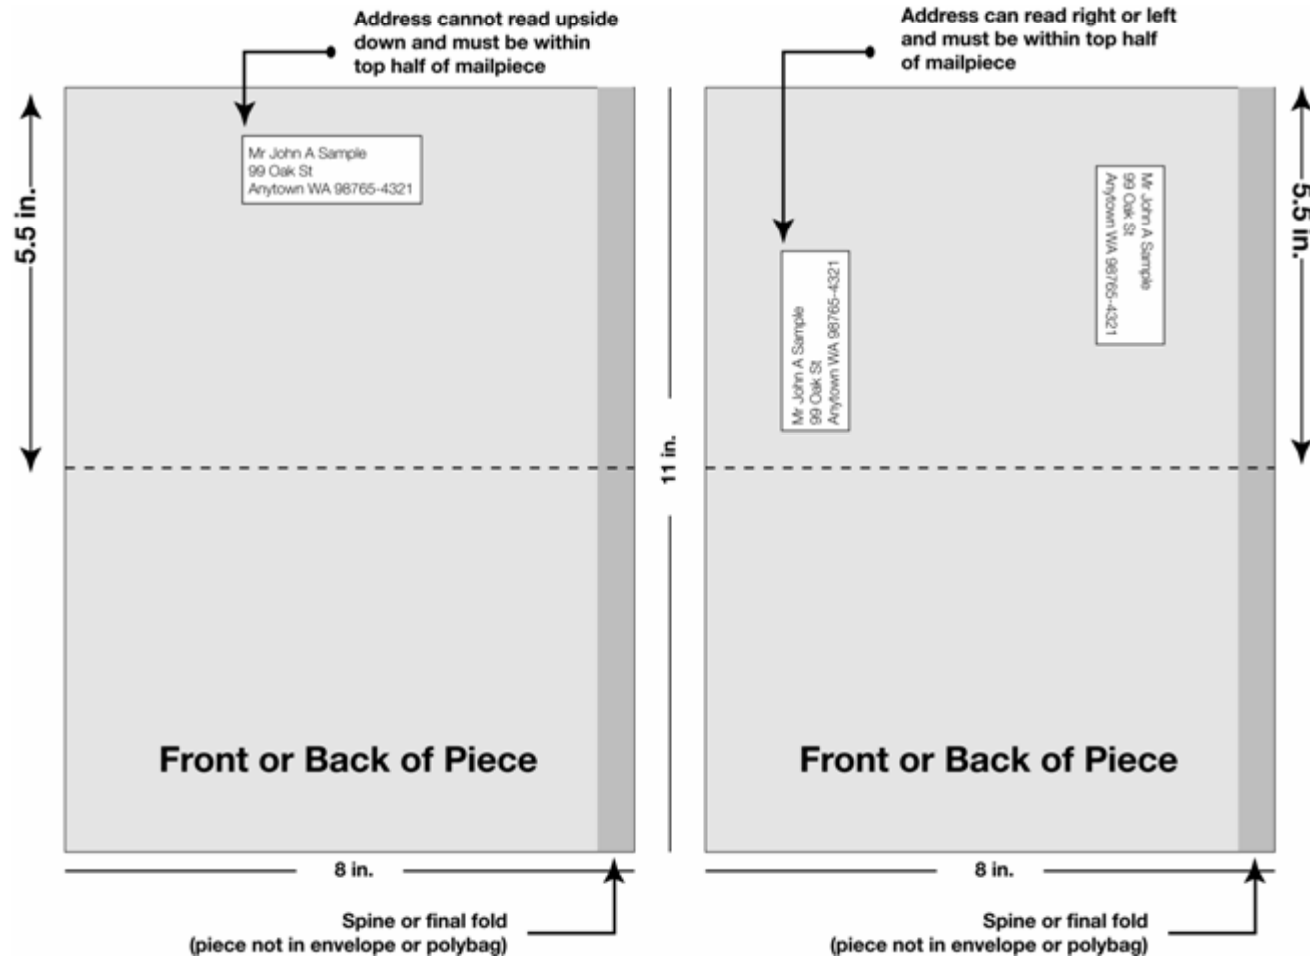 Address cannot read upside
down and must be within
top half of mailpiece
Address can read right or left
and must be within top half
of mailpiece
Mr John A Sample
99 Oak St
Anytown WA 98765-4321
5.5 in.
11 in.
Mr John A Sample
99 Oak St
Anytown WA 98765-4321
Mr John A Sample
99 Oak St
Anytown WA 98765-4321
5.5 in.
Front or Back of Piece
Front or Back of Piece
8 in.
8 in.
Spine or final fold
(piece not in envelope or polybag)
Spine or final fold
(piece not in envelope or polybag)